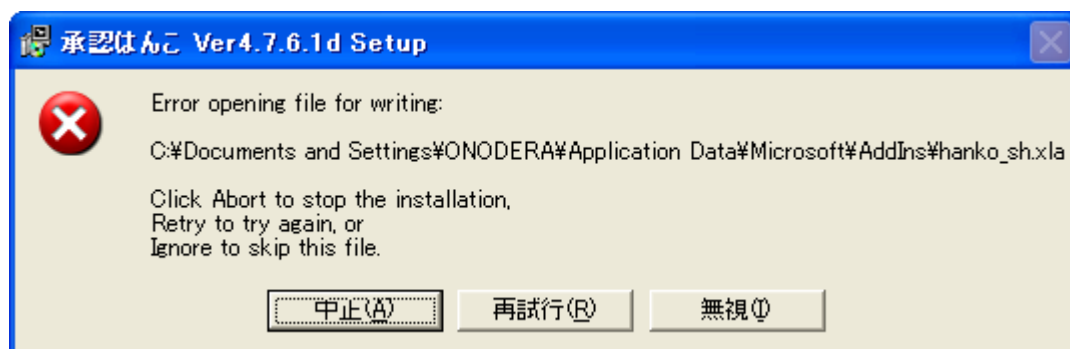 承認はんこ Ver4.7.6.1d Setup
Error opening file for writing:
C:¥Documents and Settings¥ONODERA¥Application Data¥Microsoft¥AddIns¥hanko_sh.xla
Click Abort to stop the installation,
Retry to try again, or
Ignore to skip this file.
中止(A) 再試行(R) 無視(I)